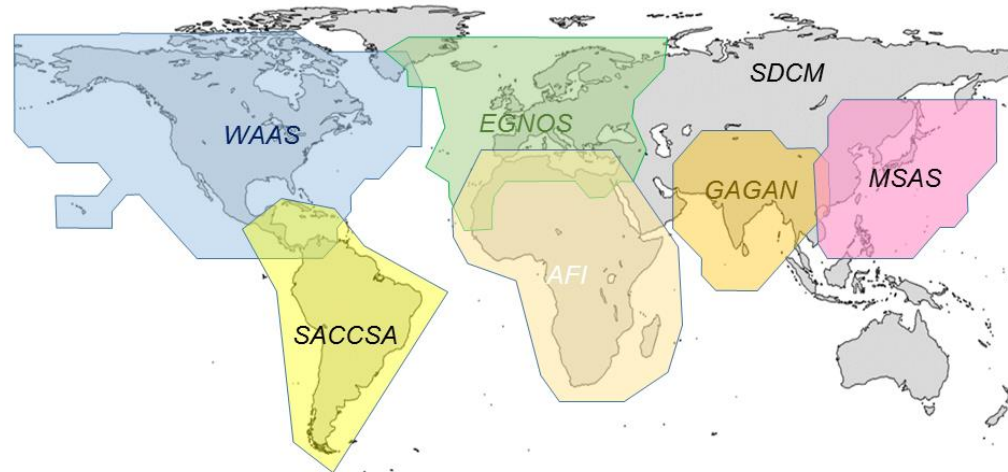 SDCM
WAAS
EGNOS
GAGAN
MSAS
AFI
SACCSA